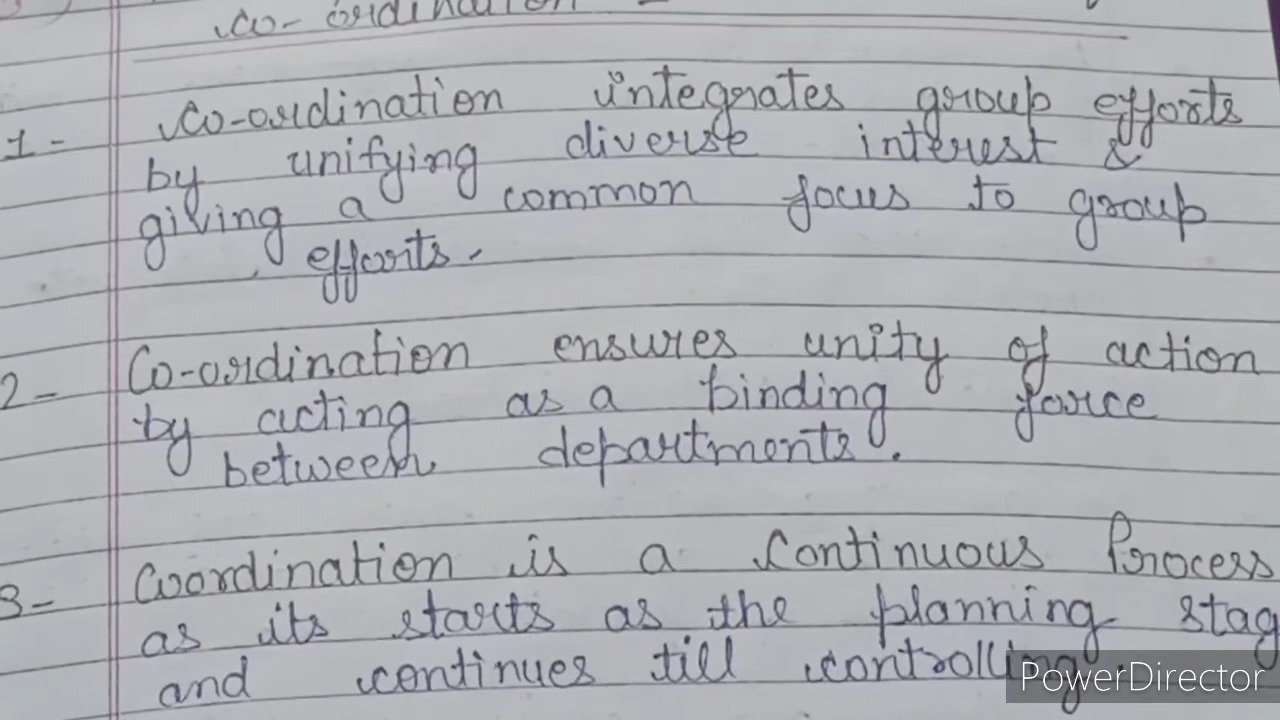 co-ordination
1- co-ordination integrates group efforts
by unifying diverse interest &
giving a common focus to group
efforts.
2- Co-ordination ensures unity of action
by acting as a binding force
between departments.
3- Coordination is a continuous Process
as its starts as the planning stag
and continues till controlling.
PowerDirector